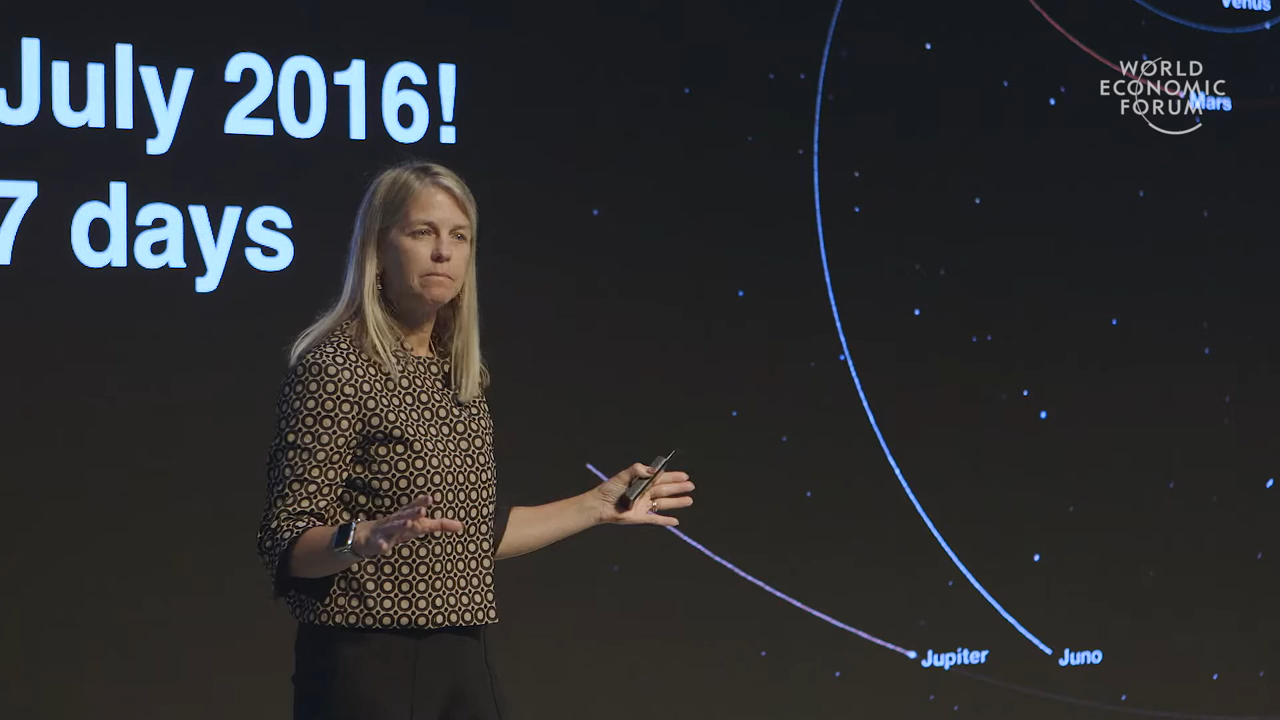 July 2016!
7 days
Venus
WORLD
ECONOMIC
FORUM
Mars
Jupiter
Juno